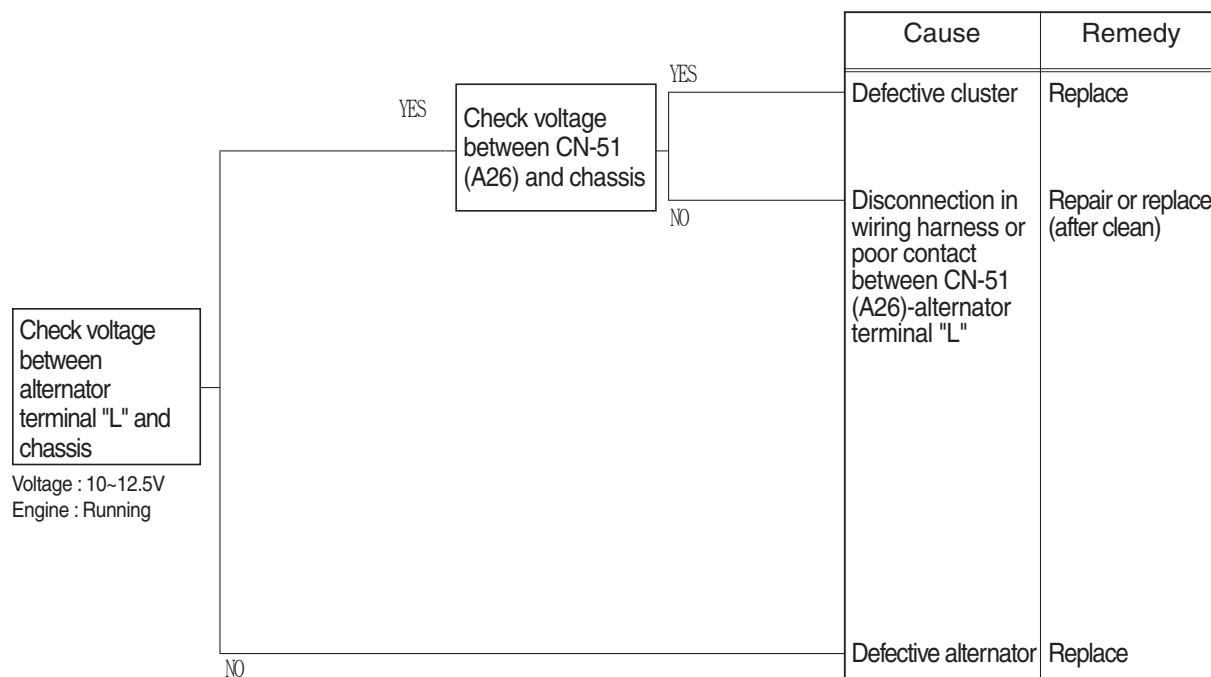 Cause
Remedy
YES
Defective cluster
Replace
YES
Check voltage
between CN-51
(A26) and chassis
NO
Disconnection in
wiring harness or
poor contact
between CN-51
(A26)-alternator
terminal "L"
Repair or replace
(after clean)
Check voltage
between
alternator
terminal "L" and
chassis
Voltage : 10~12.5V
Engine : Running
NO
Defective alternator
Replace